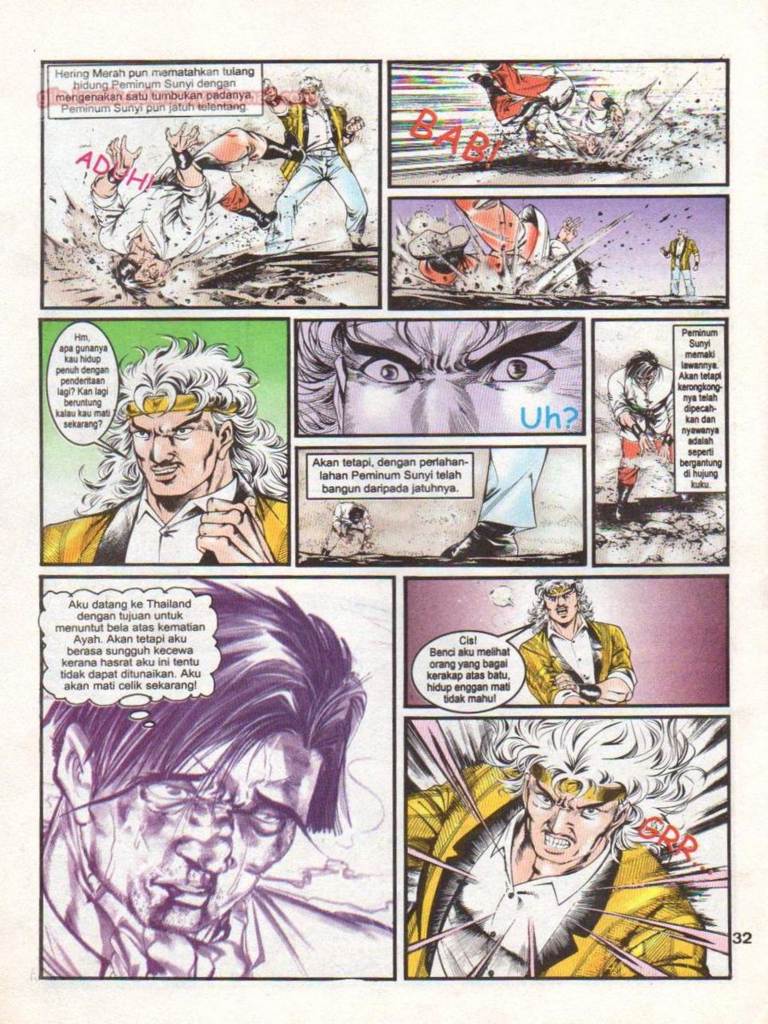 Hering Merah pun mematahkan tulang
hidung Peminum Sunyi dengan
mengenakan satu tumbukan padanya.
Peminum Sunyi pun jatuh telentang.
ADUH!
BAB!
Hm,
apa gunanya
kau hidup
penuh dengan
penderitaan
lagi? Kan lagi
beruntung
kalau kau mati
sekarang?
Uh?
Akan tetapi, dengan perlahan-
lahan Peminum Sunyi telah
bangun daripada jatuhnya.
Peminum
Sunyi
memaki
lawannya.
Akan tetapi
kerongkong-
nya telah
dipecah-
kan dan
nyawanya
adalah
seperti
bergantung
di hujung
kuku.
Aku datang ke Thailand
dengan tujuan untuk
menuntut bela atas kematian
Ayah. Akan tetapi aku
berasa sungguh kecewa
kerana hasrat aku ini tentu
tidak dapat ditunaikan. Aku
akan mati celik sekarang!
Cis!
Benci aku melihat
orang yang bagai
kerakap atas batu,
hidup enggan mati
tidak mahu!
GRR...
32